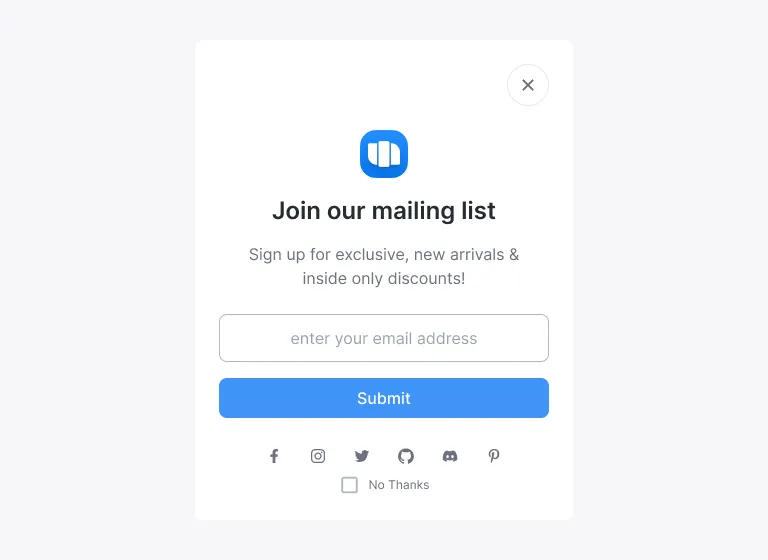 Join our mailing list
Sign up for exclusive, new arrivals &
inside only discounts!
enter your email address
Submit
No Thanks